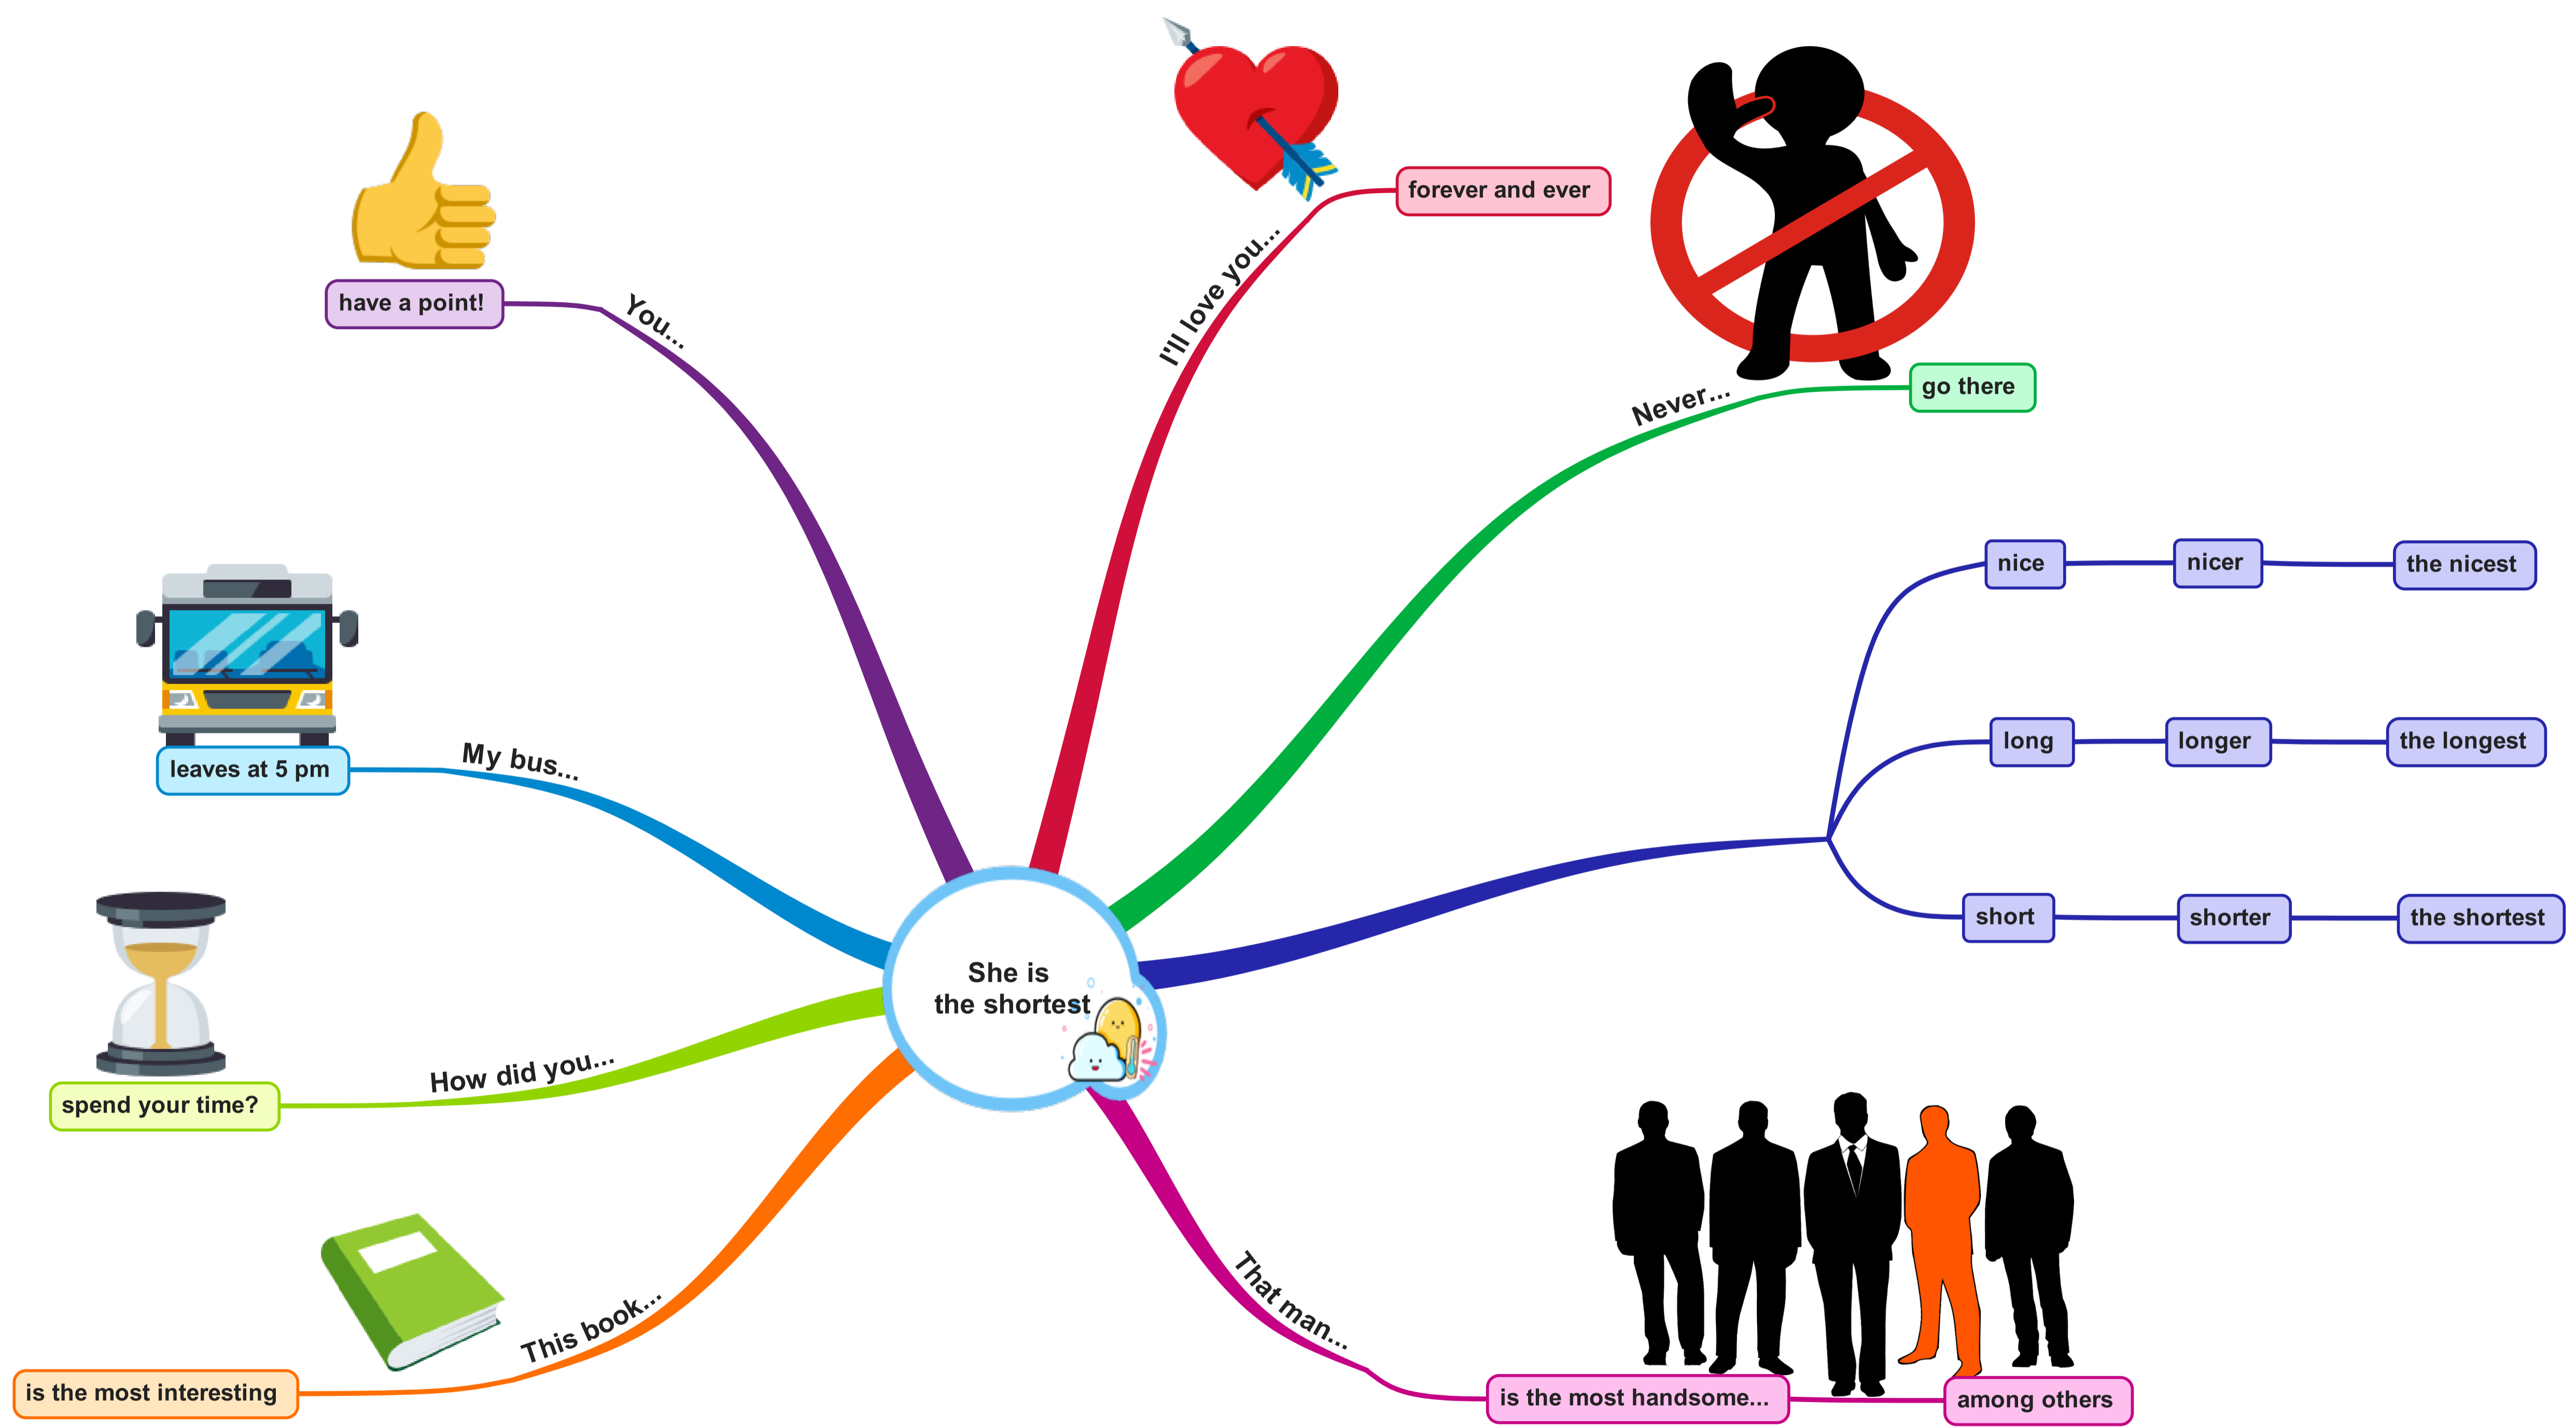 She is
the shortest
I'll love you...
forever and ever
Never...
go there
nice
nicer
the nicest
long
longer
the longest
short
shorter
the shortest
That man...
is the most handsome...
among others
This book...
is the most interesting
How did you...
spend your time?
My bus...
leaves at 5 pm
You...
have a point!